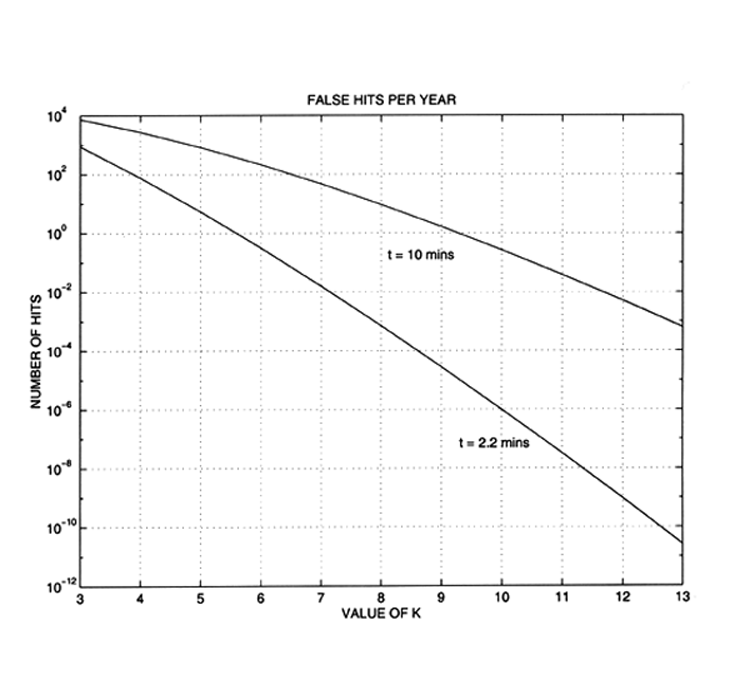 FALSE HITS PER YEAR
10^4
10^2
10^0
10^-2
10^-4
10^-6
10^-8
10^-10
10^-12
NUMBER OF HITS
t = 10 mins
t = 2.2 mins
3 4 5 6 7 8 9 10 11 12 13
VALUE OF K